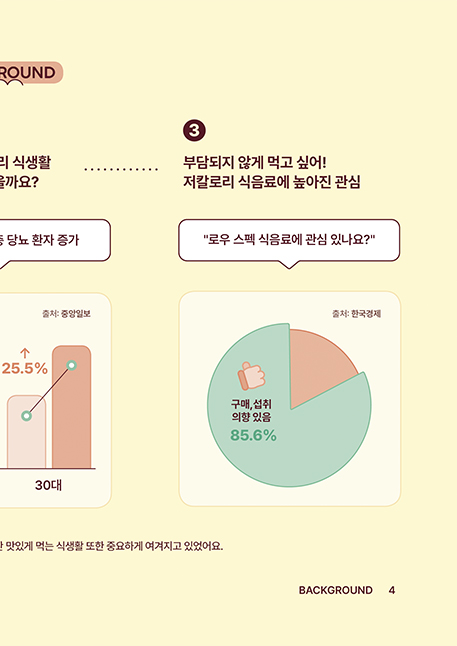 ROUND
3
리 식생활
을까요?
부담되지 않게 먹고 싶어!
저칼로리 식음료에 높아진 관심
층 당뇨 환자 증가
"로우 스펙 식음료에 관심 있나요?"
출처: 중앙일보
↑
25.5%
30대
출처: 한국경제
구매,섭취
의향 있음
85.6%
맛있게 먹는 식생활 또한 중요하게 여겨지고 있었어요.
BACKGROUND 4